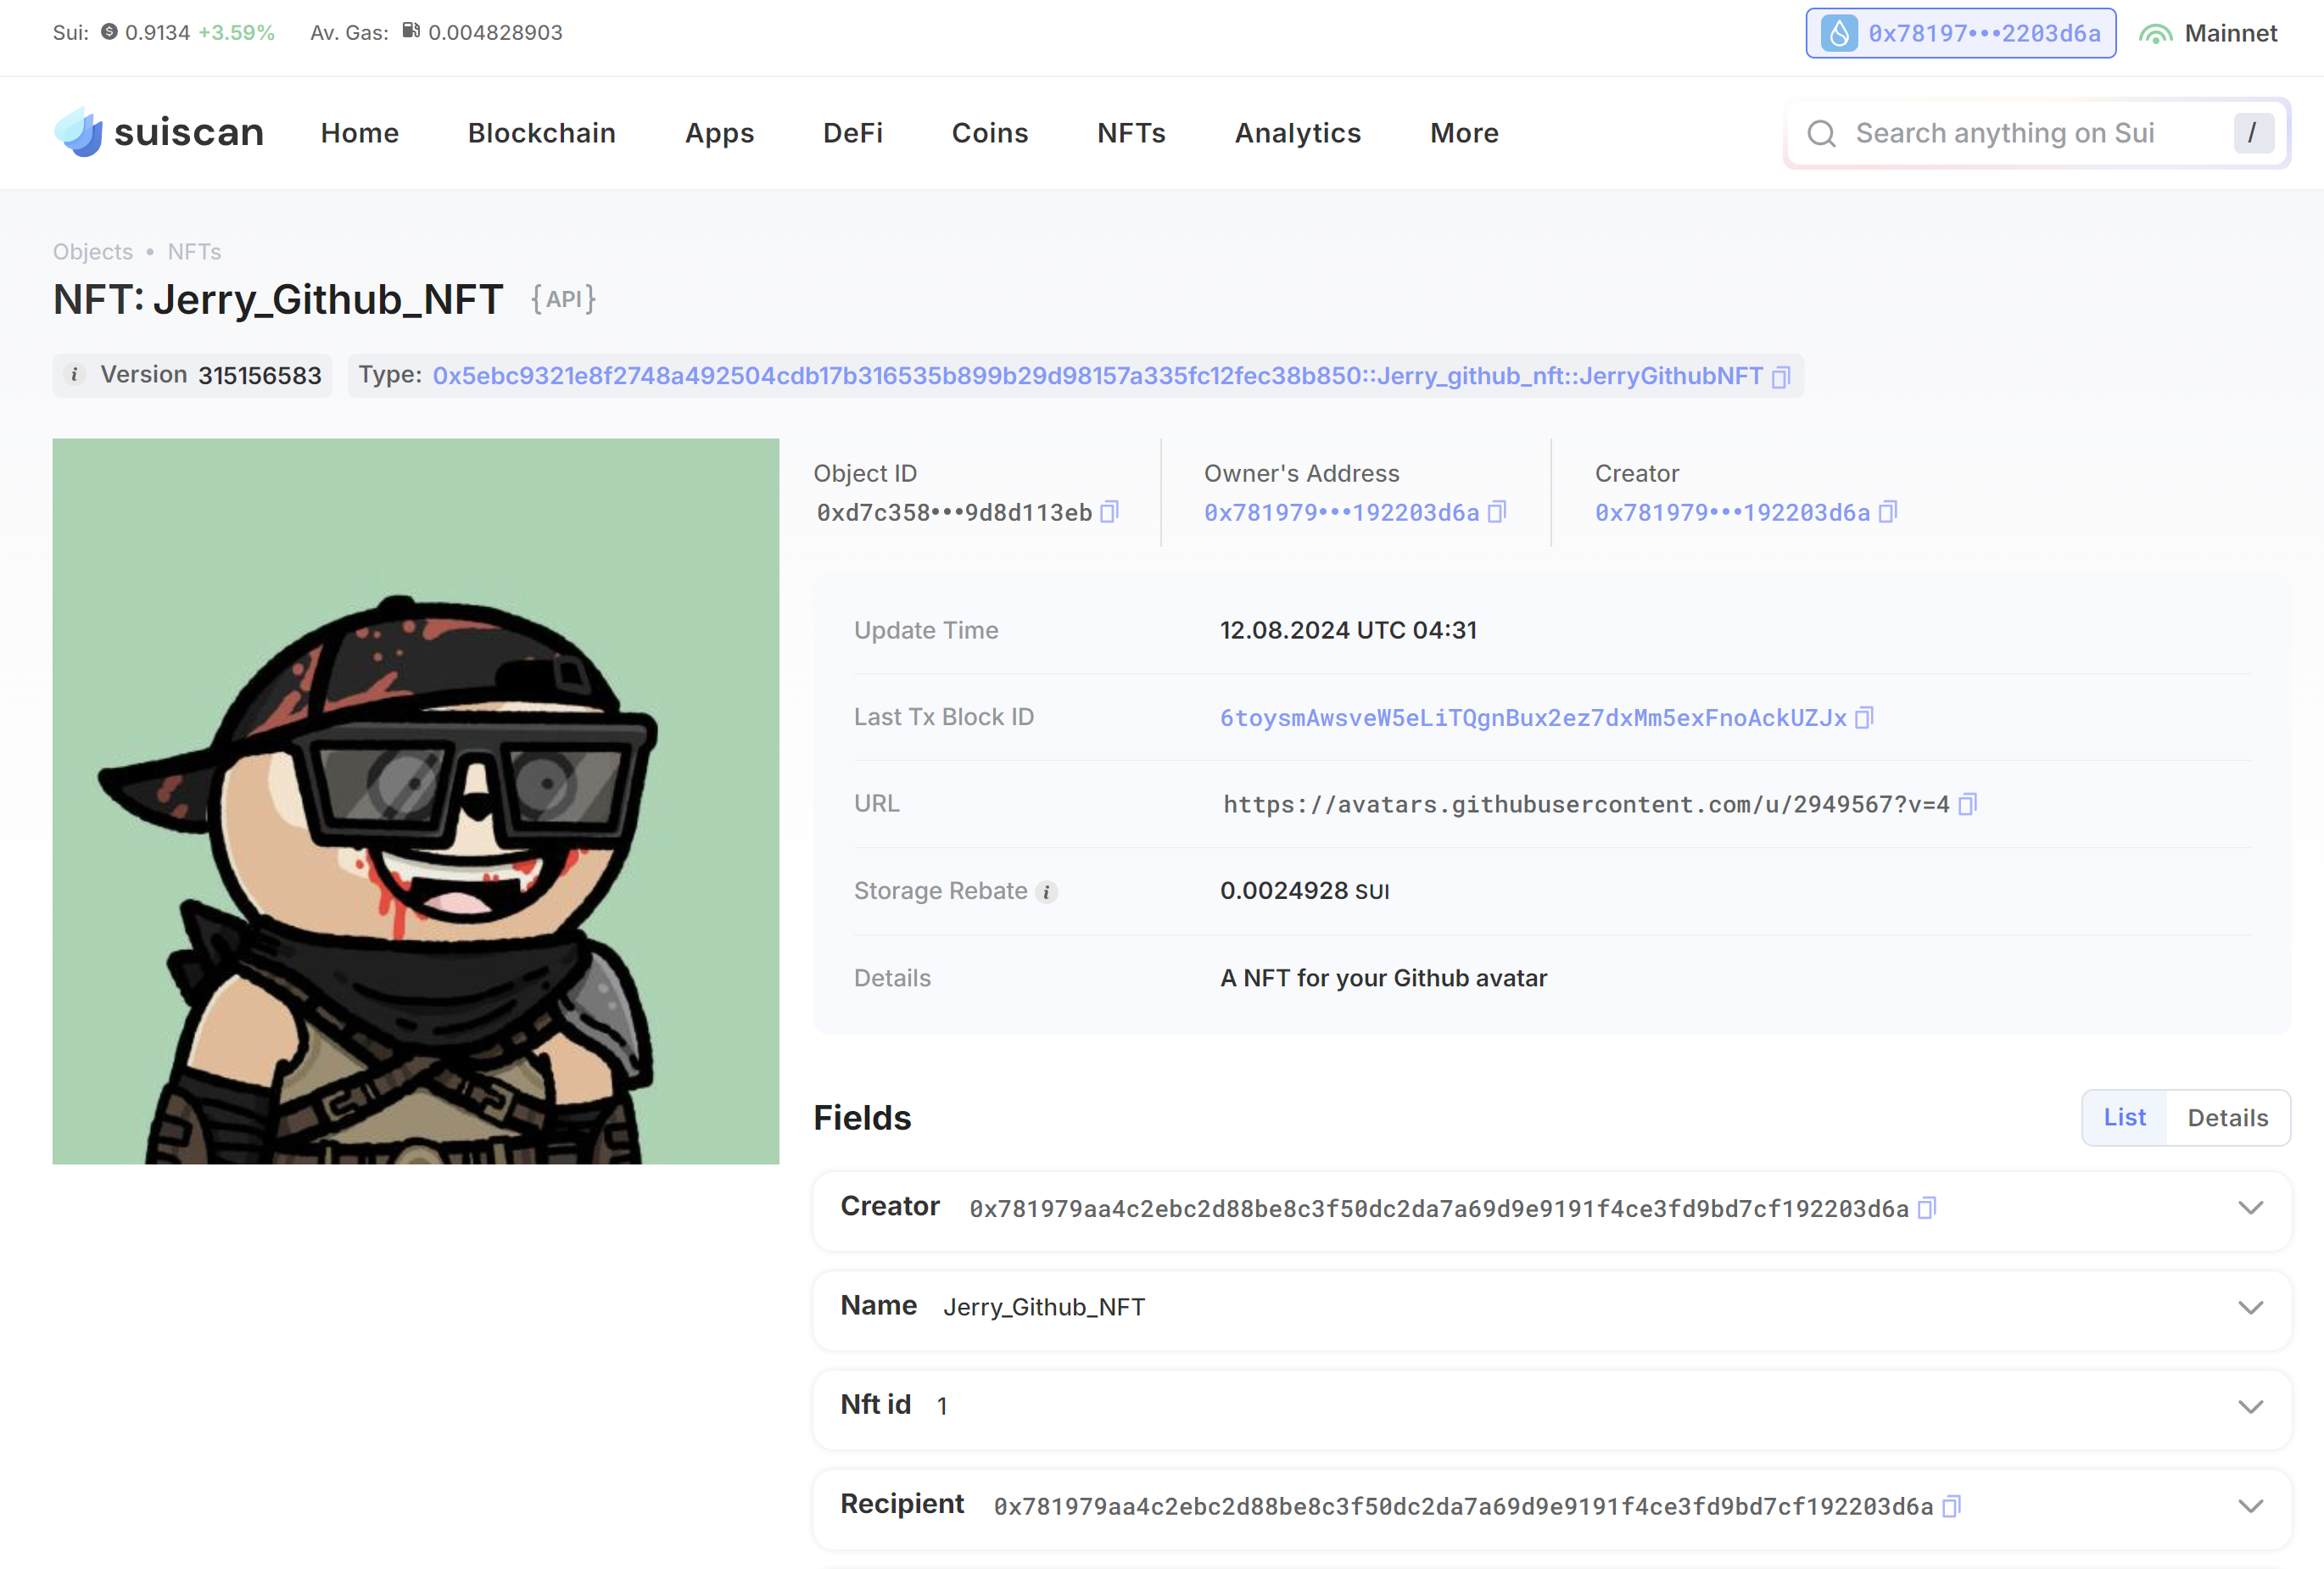 Sui: 0.9134 +3.59% Av. Gas: 0.004828903
0x78197•••2203d6a Mainnet
suiscan Home Blockchain Apps DeFi Coins NFTs Analytics More Search anything on Sui /
Objects • NFTs
NFT: Jerry_Github_NFT {API}
i Version 315156583 Type: 0x5ebc9321e8f2748a492504cdb17b316535b899b29d98157a335fc12fec38b850::Jerry_github_nft::JerryGithubNFT
Object ID Owner's Address Creator
0xd7c358•••9d8d113eb 0x781979•••192203d6a 0x781979•••192203d6a
Update Time 12.08.2024 UTC 04:31
Last Tx Block ID 6toysmAwsveW5eLiTQgnBux2ez7dxMm5exFnoAckUZJx
URL https://avatars.githubusercontent.com/u/2949567?v=4
Storage Rebate i 0.0024928 SUI
Details A NFT for your Github avatar
Fields List Details
Creator 0x781979aa4c2ebc2d88be8c3f50dc2da7a69d9e9191f4ce3fd9bd7cf192203d6a
Name Jerry_Github_NFT
Nft id 1
Recipient 0x781979aa4c2ebc2d88be8c3f50dc2da7a69d9e9191f4ce3fd9bd7cf192203d6a